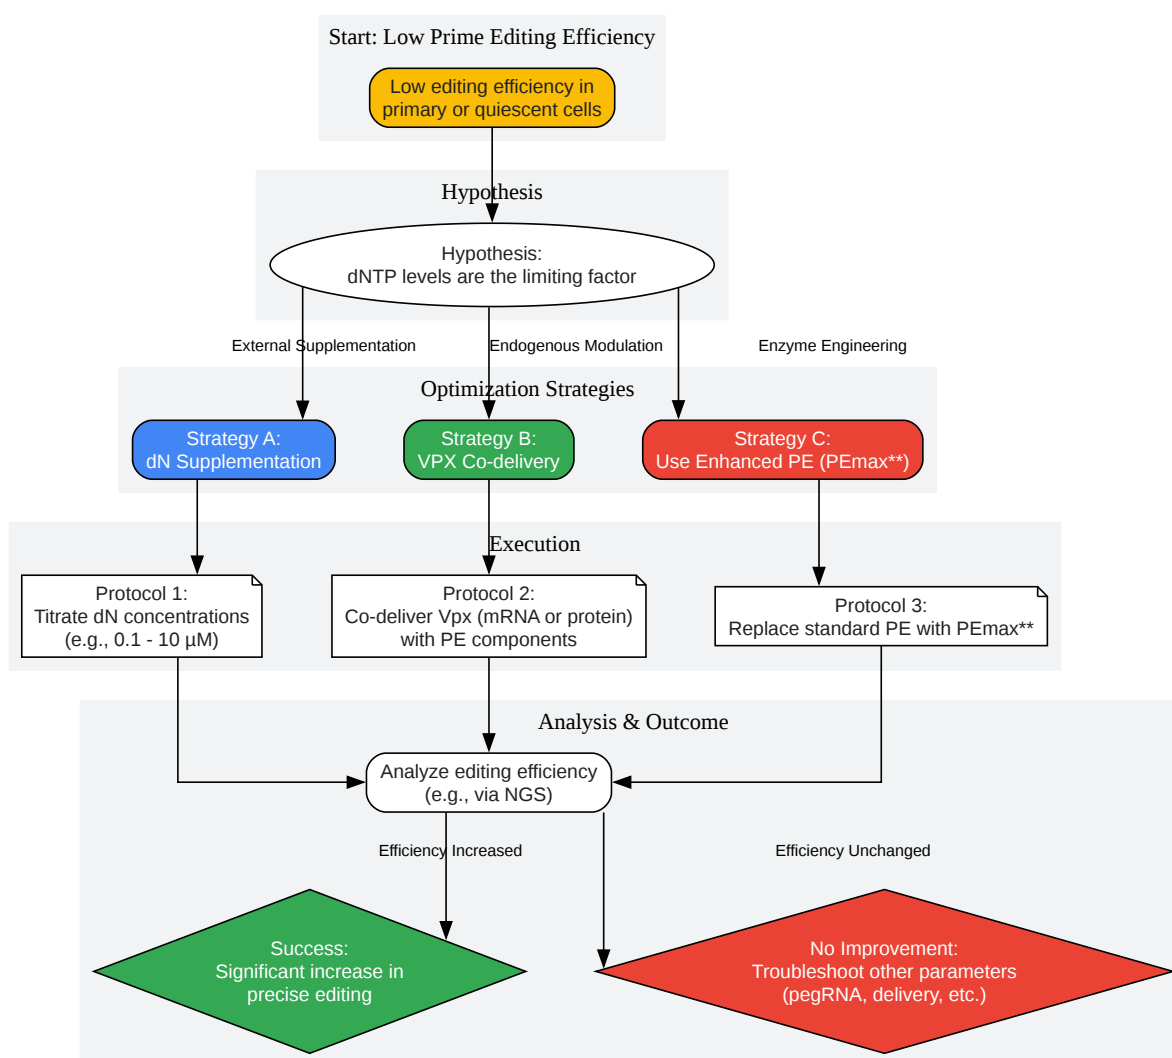 Start: Low Prime Editing Efficiency
Low editing efficiency in
primary or quiescent cells
Hypothesis
Hypothesis:
dNTP levels are the limiting factor
External Supplementation
Endogenous Modulation
Enzyme Engineering
Optimization Strategies
Strategy A:
dN Supplementation
Strategy B:
VPX Co-delivery
Strategy C:
Use Enhanced PE (PEmax**)
Execution
Protocol 1:
Titrate dN concentrations
(e.g., 0.1 - 10 µM)
Protocol 2:
Co-deliver Vpx (mRNA or protein)
with PE components
Protocol 3:
Replace standard PE with PEmax**
Analysis & Outcome
Analyze editing efficiency
(e.g., via NGS)
Efficiency Increased
Efficiency Unchanged
Success:
Significant increase in
precise editing
No Improvement:
Troubleshoot other parameters
(pegRNA, delivery, etc.)